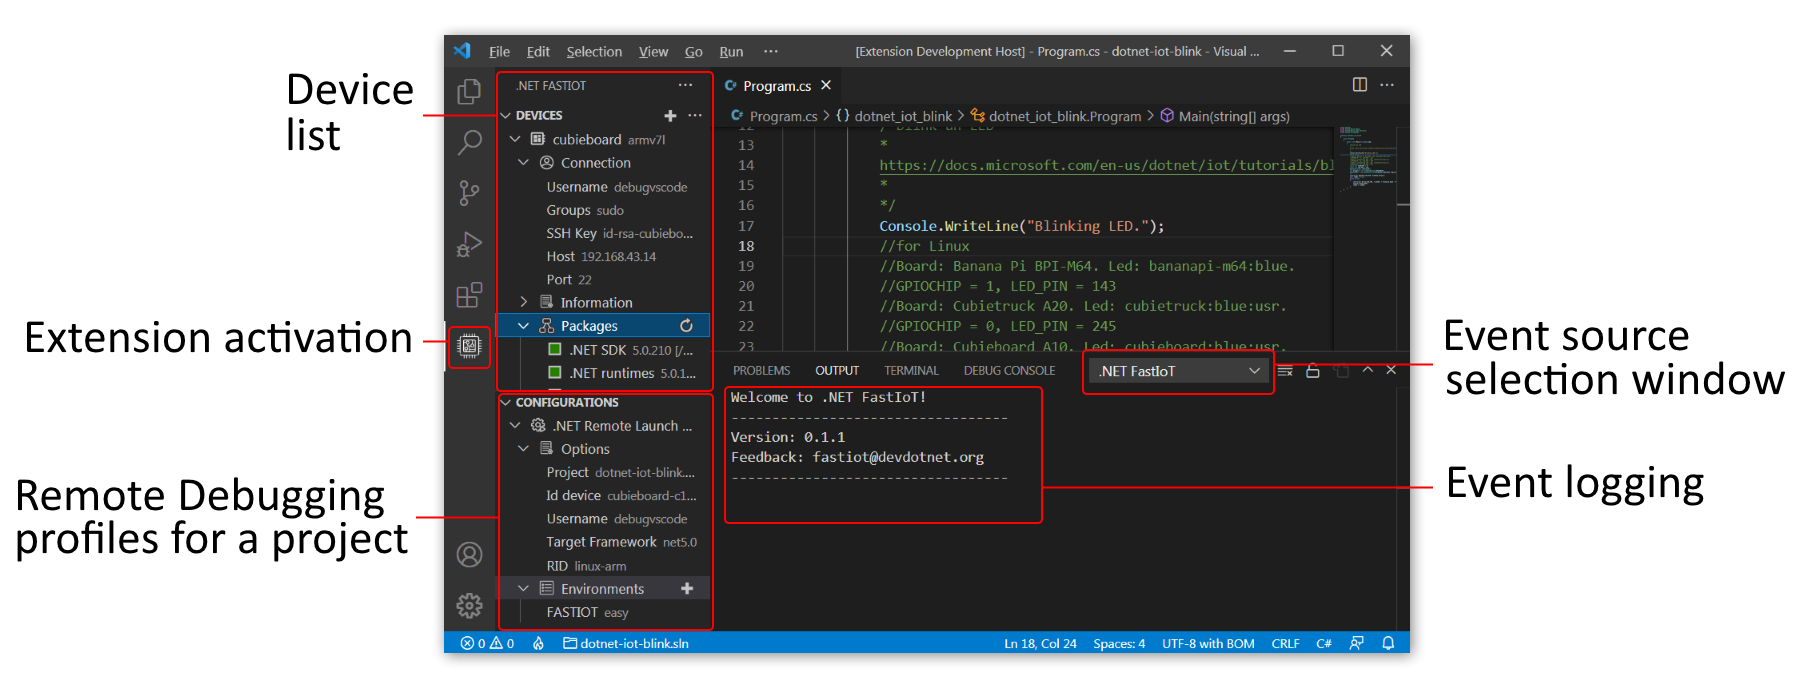 Device
list
Extension activation
Remote Debugging
profiles for a project
Event source
selection window
Event logging
File Edit Selection View Go Run ··· [Extension Development Host] - Program.cs - dotnet-iot-blink - Visual ...
.NET FASTIOT ···
DEVICES
cubieboard armv7l
Connection
Username debugvscode
Groups sudo
SSH Key id-rsa-cubiebo...
Host 192.168.43.14
Port 22
Information
Packages
.NET SDK 5.0.210 [/...
.NET runtimes 5.0.1...
CONFIGURATIONS
.NET Remote Launch ...
Options
Project dotnet-iot-blink....
Id device cubieboard-c1...
Username debugvscode
Target Framework net5.0
RID linux-arm
Environments
FASTIOT easy
C# Program.cs
C# Program.cs > {} dotnet_iot_blink > dotnet_iot_blink.Program > Main(string[] args)
12 / Blink an LED
13 *
14 https://docs.microsoft.com/en-us/dotnet/iot/tutorials/bl
15 *
16 */
17 Console.WriteLine("Blinking LED.");
18 //for Linux
19 //Board: Banana Pi BPI-M64. Led: bananapi-m64:blue.
20 //GPIOCHIP = 1, LED_PIN = 143
21 //Board: Cubietruck A20. Led: cubietruck:blue:usr.
22 //GPIOCHIP = 0, LED_PIN = 245
23 //Board: Cubieboard A10. Led: cubieboard:blue:usr.
PROBLEMS OUTPUT TERMINAL DEBUG CONSOLE .NET FastIoT
Welcome to .NET FastIoT!
----------------------------------
Version: 0.1.1
Feedback: fastiot@devdotnet.org
----------------------------------
0 0 dotnet-iot-blink.sln Ln 18, Col 24 Spaces: 4 UTF-8 with BOM CRLF C#